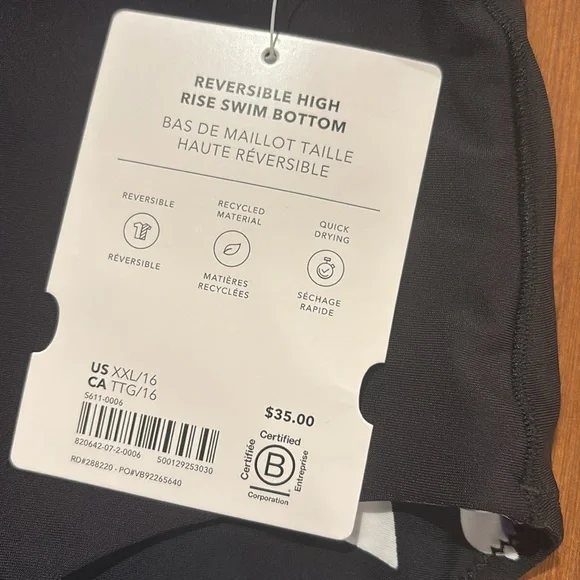 REVERSIBLE HIGH
RISE SWIM BOTTOM
BAS DE MAILLOT TAILLE
HAUTE RÉVERSIBLE
REVERSIBLE
RÉVERSIBLE
RECYCLED
MATERIAL
MATIÈRES
RECYCLÉES
QUICK
DRYING
SÉCHAGE
RAPIDE
US XXL/16
CA TTG/16
5611-0006
820642-07-2-0006 500129253030
RD#288220 - PO#VB92265640
$35.00
Certified
Certifiée
B
Entreprise
Corporation